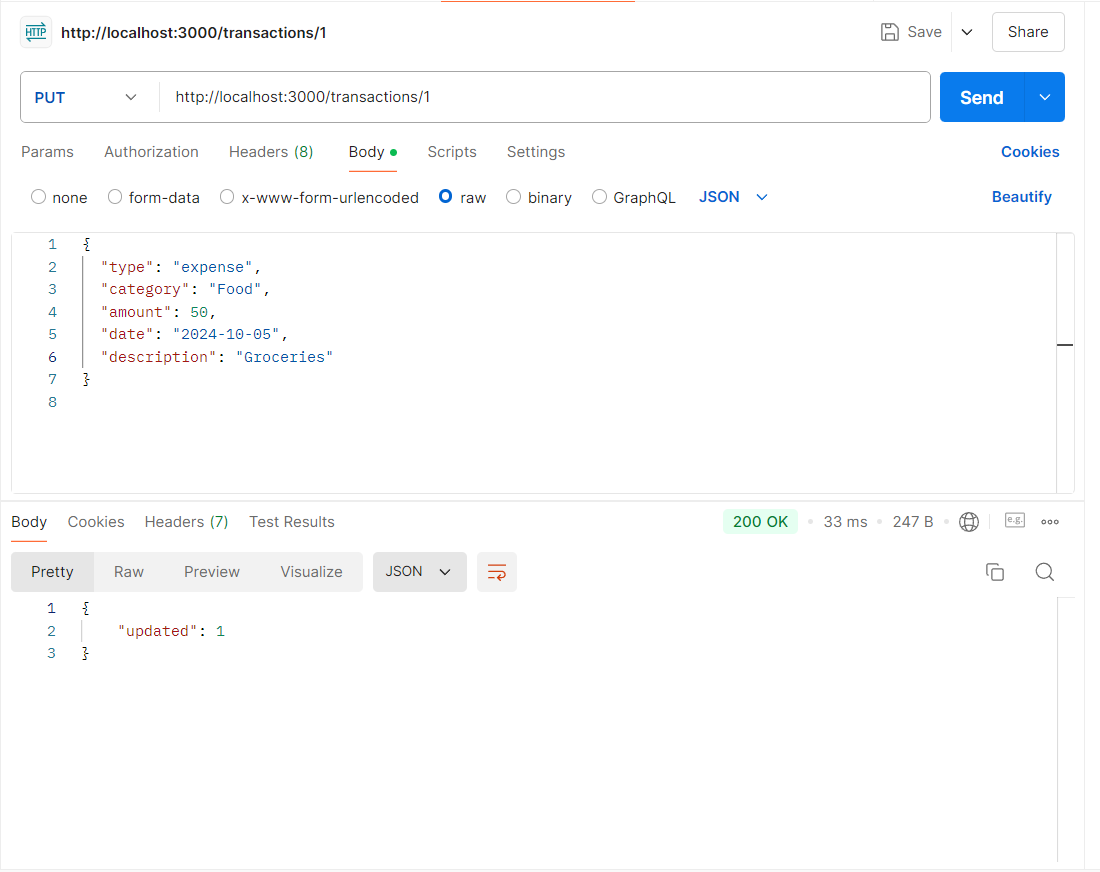 HTTP http://localhost:3000/transactions/1 Save Share
PUT http://localhost:3000/transactions/1 Send
Params Authorization Headers (8) Body Scripts Settings Cookies
none form-data x-www-form-urlencoded raw binary GraphQL JSON Beautify
1 {
2 "type": "expense",
3 "category": "Food",
4 "amount": 50,
5 "date": "2024-10-05",
6 "description": "Groceries"
7 }
8
Body Cookies Headers (7) Test Results 200 OK 33 ms 247 B e.g.
Pretty Raw Preview Visualize JSON
1 {
2 "updated": 1
3 }